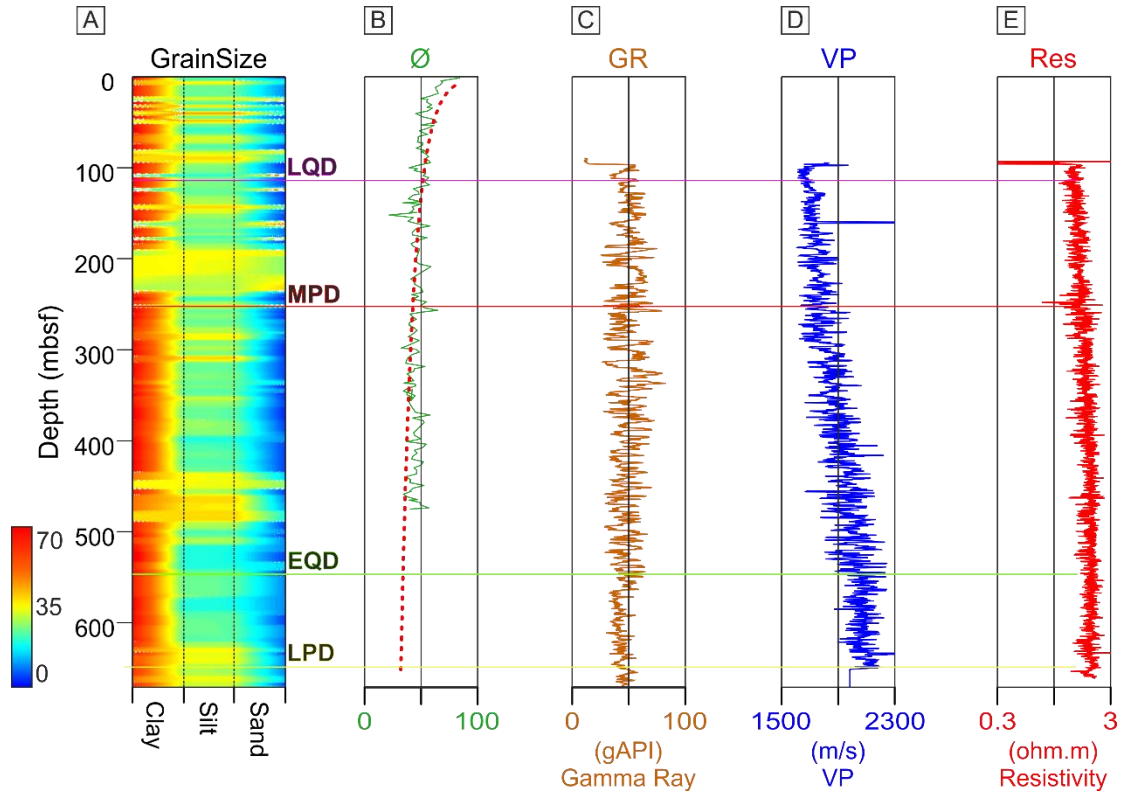 A
B
C
D
E
GrainSize
Ø
GR
VP
Res
Depth (mbsf)
0
100
200
300
400
500
600
LQD
MPD
EQD
LPD
70
35
0
Clay
Silt
Sand
0 100
0 100
(gAPI)
Gamma Ray
1500 2300
(m/s)
VP
0.3 3
(ohm.m)
Resistivity